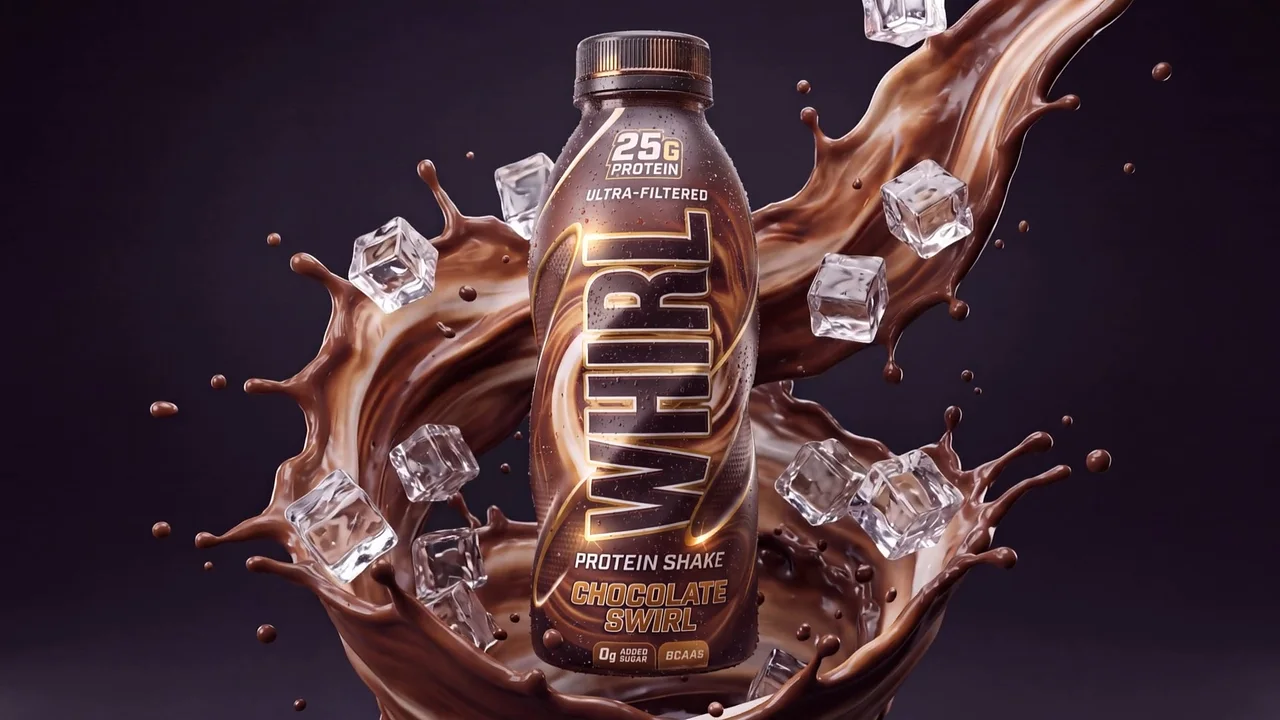 25G
PROTEIN
ULTRA-FILTERED
WHIRL
PROTEIN SHAKE
CHOCOLATE
SWIRL
0g ADDED SUGAR
BCAAS